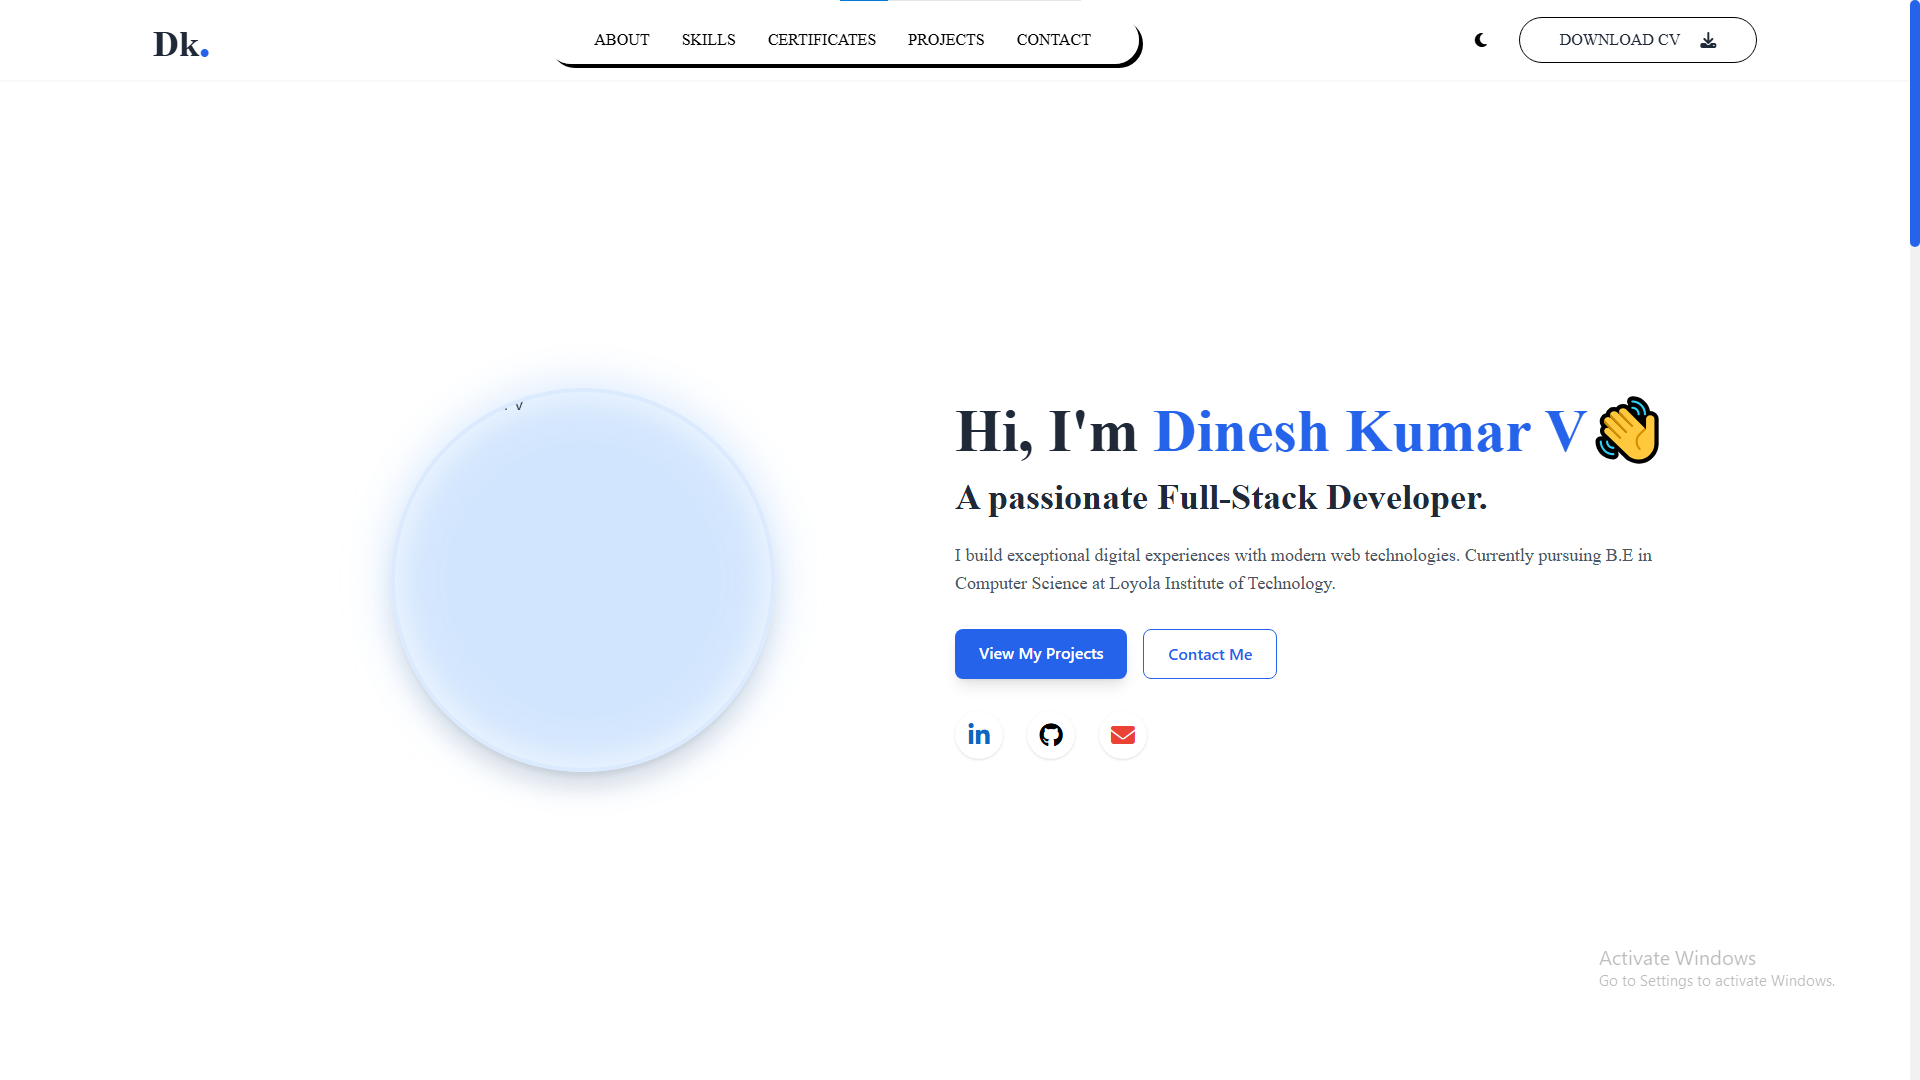 Dk.
ABOUT SKILLS CERTIFICATES PROJECTS CONTACT
DOWNLOAD CV
. V
Hi, I'm Dinesh Kumar V
A passionate Full-Stack Developer.
I build exceptional digital experiences with modern web technologies. Currently pursuing B.E in
Computer Science at Loyola Institute of Technology.
View My Projects Contact Me
in
Activate Windows
Go to Settings to activate Windows.